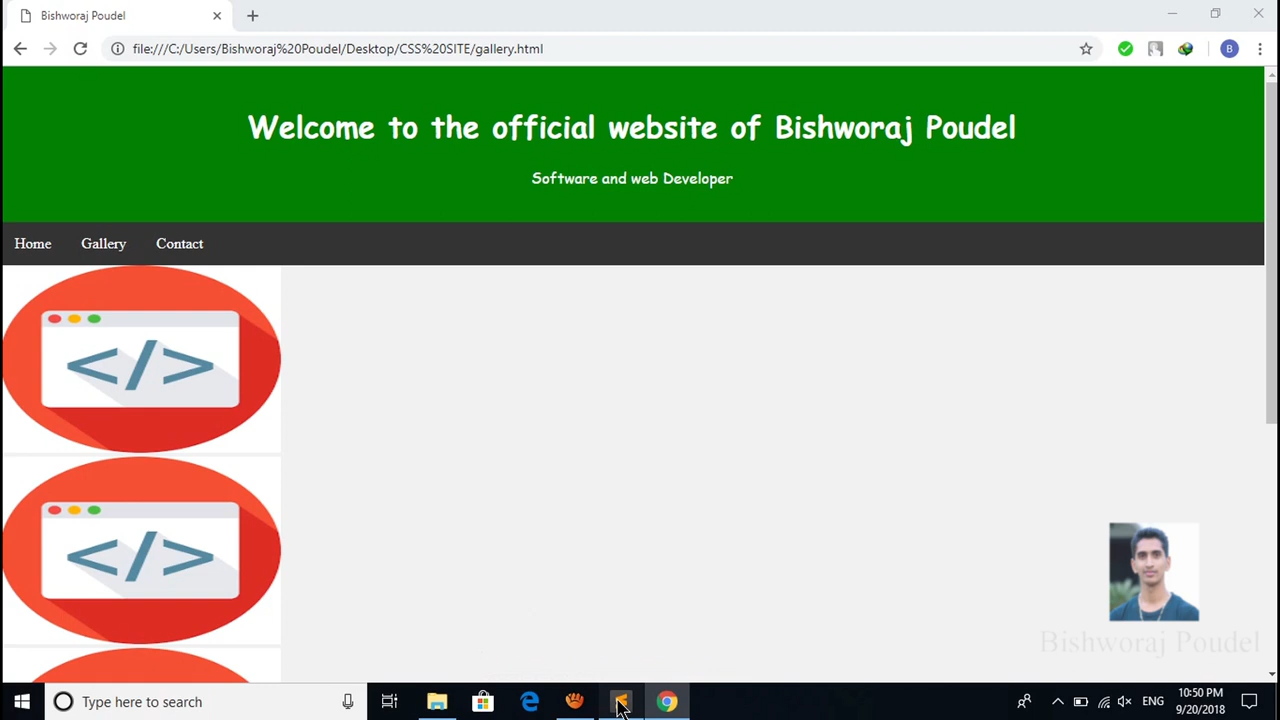 Bishworaj Poudel
file:///C:/Users/Bishworaj%20Poudel/Desktop/CSS%20SITE/gallery.html
B
Welcome to the official website of Bishworaj Poudel
Software and web Developer
Home Gallery Contact
</>
</>
Bishworaj Poudel
Type here to search
ENG
10:50 PM
9/20/2018